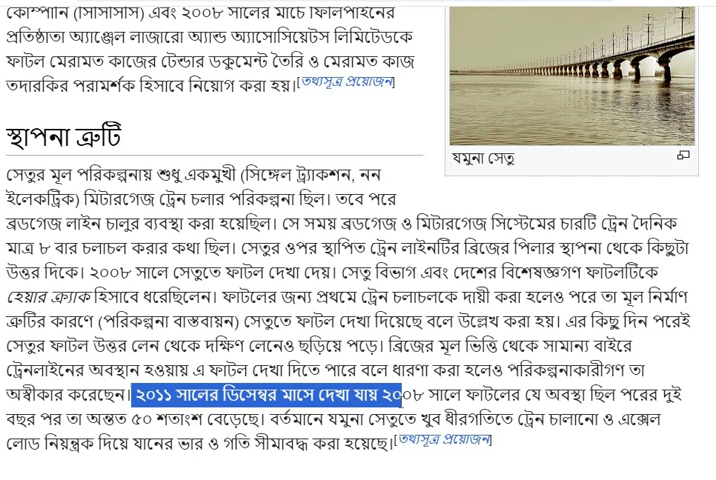 কোম্পানি (সিসিসিসি) এবং ২০০৮ সালের মার্চে ফিলিপাইনের
প্রতিষ্ঠাতা অ্যাঞ্জেল লাজারো অ্যান্ড অ্যাসোসিয়েটস লিমিটেডকে
ফাটল মেরামত কাজের টেন্ডার ডকুমেন্ট তৈরি ও মেরামত কাজ
তদারকির পরামর্শক হিসাবে নিয়োগ করা হয়।[তথ্যসূত্র প্রয়োজন]
যমুনা সেতু
স্থাপনা ত্রুটি
সেতুর মূল পরিকল্পনায় শুধু একমুখী (সিঙ্গেল ট্র্যাকশন, নন
ইলেকট্রিক) মিটারগেজ ট্রেন চলার পরিকল্পনা ছিল। তবে পরে
ব্রডগেজ লাইন চালুর ব্যবস্থা করা হয়েছিল। সে সময় ব্রডগেজ ও মিটারগেজ সিস্টেমের চারটি ট্রেন দৈনিক
মাত্র ৮ বার চলাচল করার কথা ছিল। সেতুর ওপর স্থাপিত ট্রেন লাইনটির ব্রিজের পিলার স্থাপনা থেকে কিছুটা
উত্তর দিকে। ২০০৮ সালে সেতুতে ফাটল দেখা দেয়। সেতু বিভাগ এবং দেশের বিশেষজ্ঞগণ ফাটলটিকে
হেয়ার ক্র্যাক হিসাবে ধরেছিলেন। ফাটলের জন্য প্রথমে ট্রেন চলাচলকে দায়ী করা হলেও পরে তা মূল নির্মাণ
ত্রুটির কারণে (পরিকল্পনা বাস্তবায়ন) সেতুতে ফাটল দেখা দিয়েছে বলে উল্লেখ করা হয়। এর কিছু দিন পরেই
সেতুর ফাটল উত্তর লেন থেকে দক্ষিণ লেনেও ছড়িয়ে পড়ে। ব্রিজের মূল ভিত্তি থেকে সামান্য বাইরে
ট্রেনলাইনের অবস্থান হওয়ায় এ ফাটল দেখা দিতে পারে বলে ধারণা করা হলেও পরিকল্পনাকারীগণ তা
অস্বীকার করেছেন। ২০১১ সালের ডিসেম্বর মাসে দেখা যায় ২০০৮ সালে ফাটলের যে অবস্থা ছিল পরের দুই
বছর পর তা অন্তত ৫০ শতাংশ বেড়েছে। বর্তমানে যমুনা সেতুতে খুব ধীরগতিতে ট্রেন চালানো ও এক্সেল
লোড নিয়ন্ত্রক দিয়ে যানের ভার ও গতি সীমাবদ্ধ করা হয়েছে।[তথ্যসূত্র প্রয়োজন]